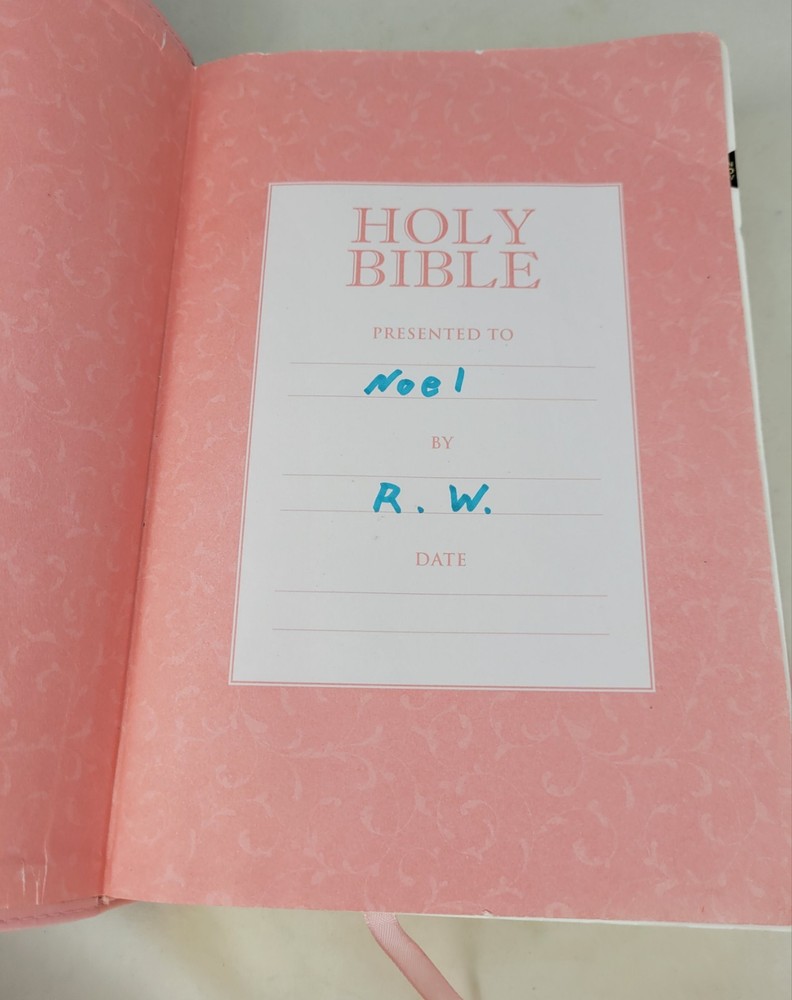 HOLY
BIBLE
PRESENTED TO
Noel
BY
R. W.
DATE